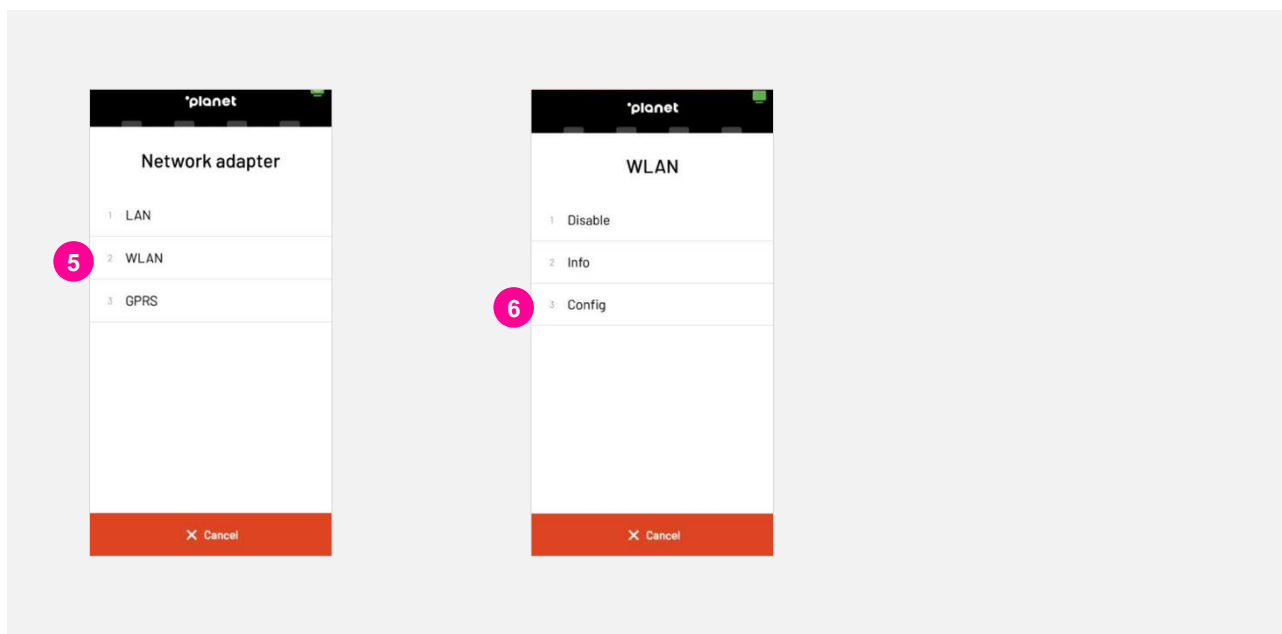 planet
Network adapter
1 LAN
5
2 WLAN
3 GPRS
Cancel
planet
WLAN
1 Disable
2 Info
6
3 Config
Cancel